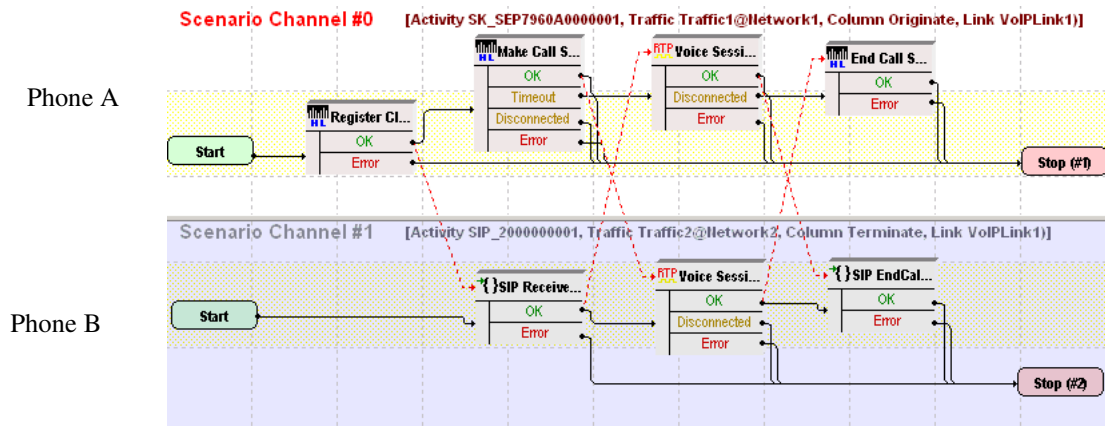 Scenario Channel #0 [Activity SK_SEP7960A0000001, Traffic Traffic1@Network1, Column Originate, Link VoIPLink1)]
Phone A
Start
HL Register Cl...
OK
Error
HL Make Call S...
OK
Timeout
Disconnected
Error
RTP Voice Sessi...
OK
Disconnected
Error
HL End Call S...
OK
Error
Stop (#1)
Scenario Channel #1 [Activity SIP_2000000001, Traffic Traffic2@Network2, Column Terminate, Link VoIPLink1)]
Phone B
Start
{}SIP Receive...
OK
Error
RTP Voice Sessi...
OK
Disconnected
Error
{}SIP EndCal...
OK
Error
Stop (#2)